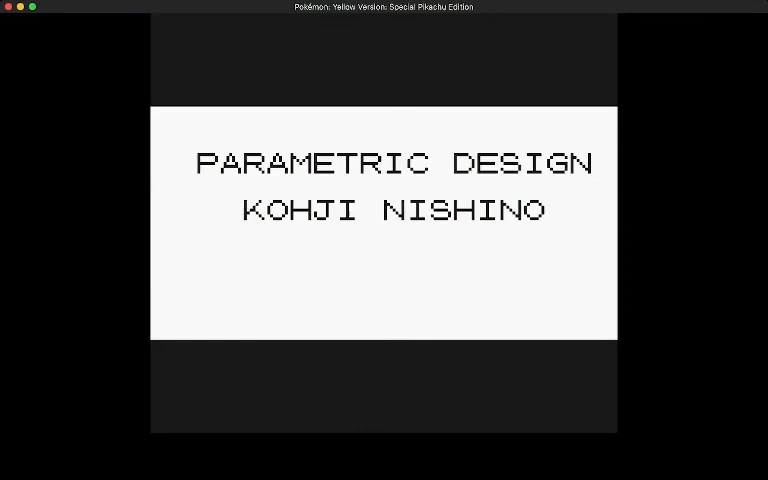 Pokémon: Yellow Version: Special Pikachu Edition
PARAMETRIC DESIGN
KOHJI NISHINO